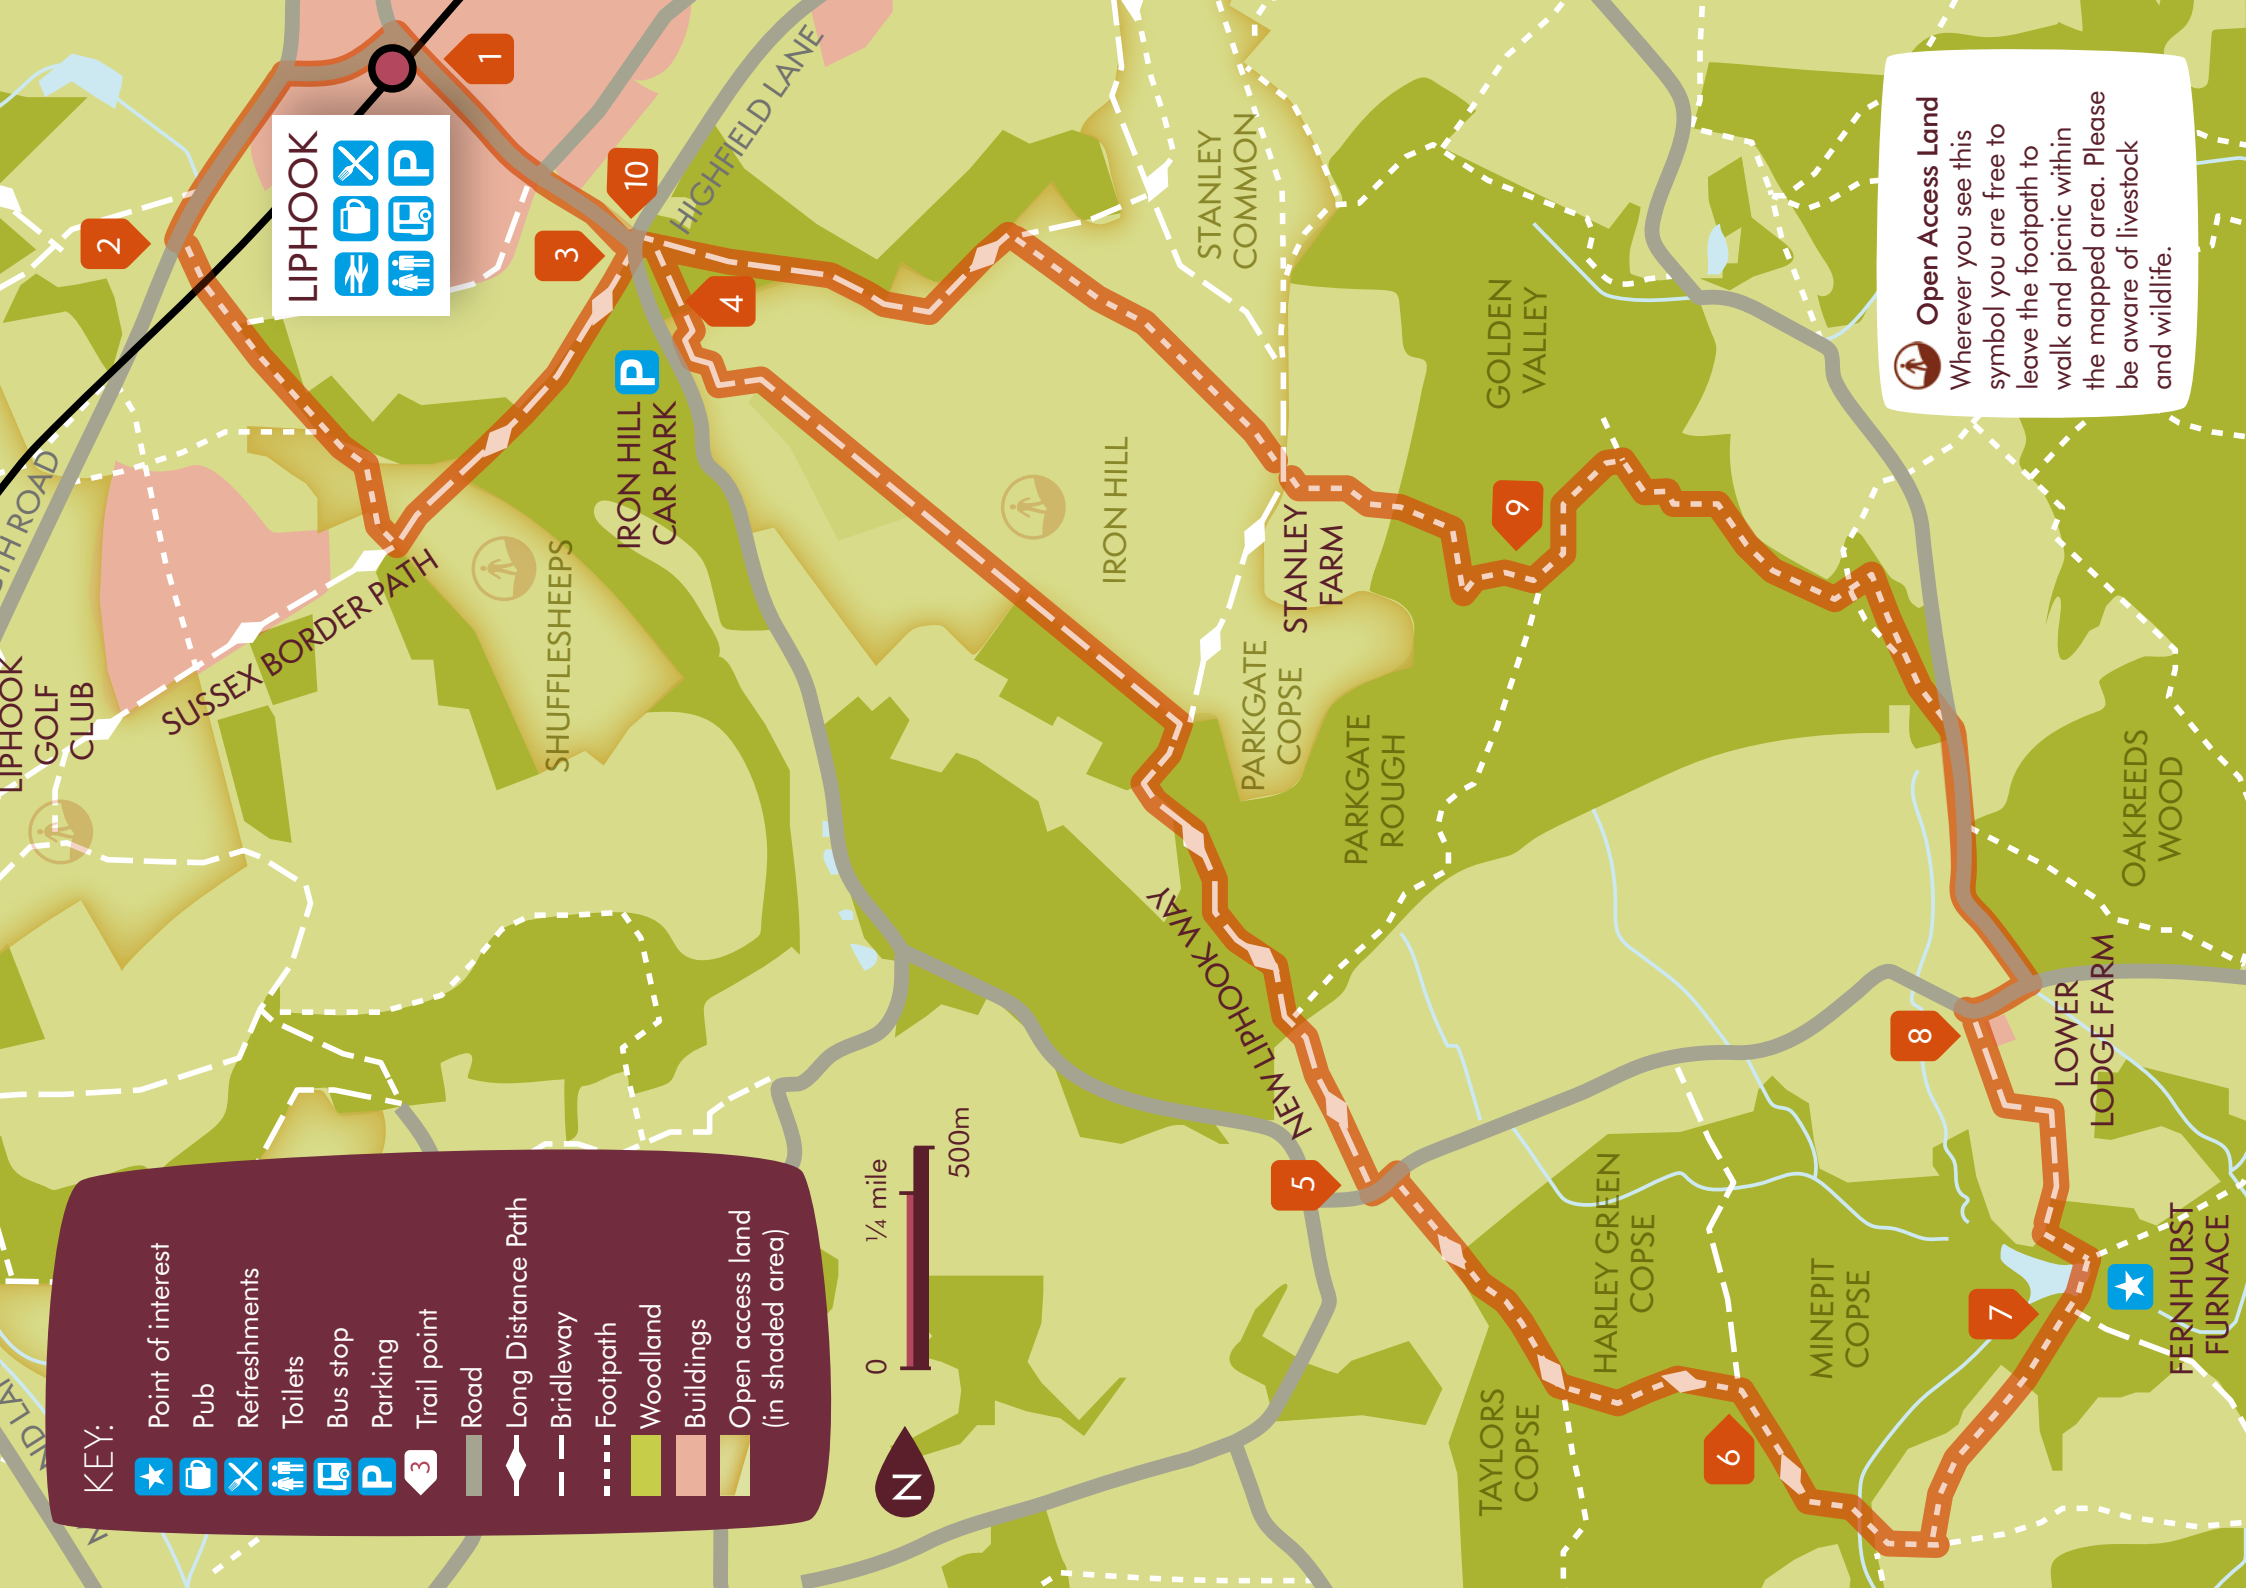 KEY:
Point of interest
Pub
Refreshments
Toilets
Bus stop
P Parking
3 Trail point
Road
Long Distance Path
Bridleway
Footpath
Woodland
Buildings
Open access land
(in shaded area)
0
¼ mile
500m
N
LIPHOOK
GOLF
CLUB
TH ROAD
SUSSEX BORDER PATH
SHUFFLESHEEPS
LIPHOOK
P
1
2
3
10
4
HIGHFIELD LANE
P
IRON HILL
CAR PARK
IRON HILL
STANLEY
COMMON
STANLEY
FARM
PARKGATE
COPSE
PARKGATE
ROUGH
GOLDEN
VALLEY
9
NEW LIPHOOK WAY
5
HARLEY GREEN
COPSE
TAYLORS
COPSE
6
MINEPIT
COPSE
7
FERNHURST
FURNACE
8
LOWER
LODGE FARM
OAKREEDS
WOOD
Open Access Land
Wherever you see this
symbol you are free to
leave the footpath to
walk and picnic within
the mapped area. Please
be aware of livestock
and wildlife.